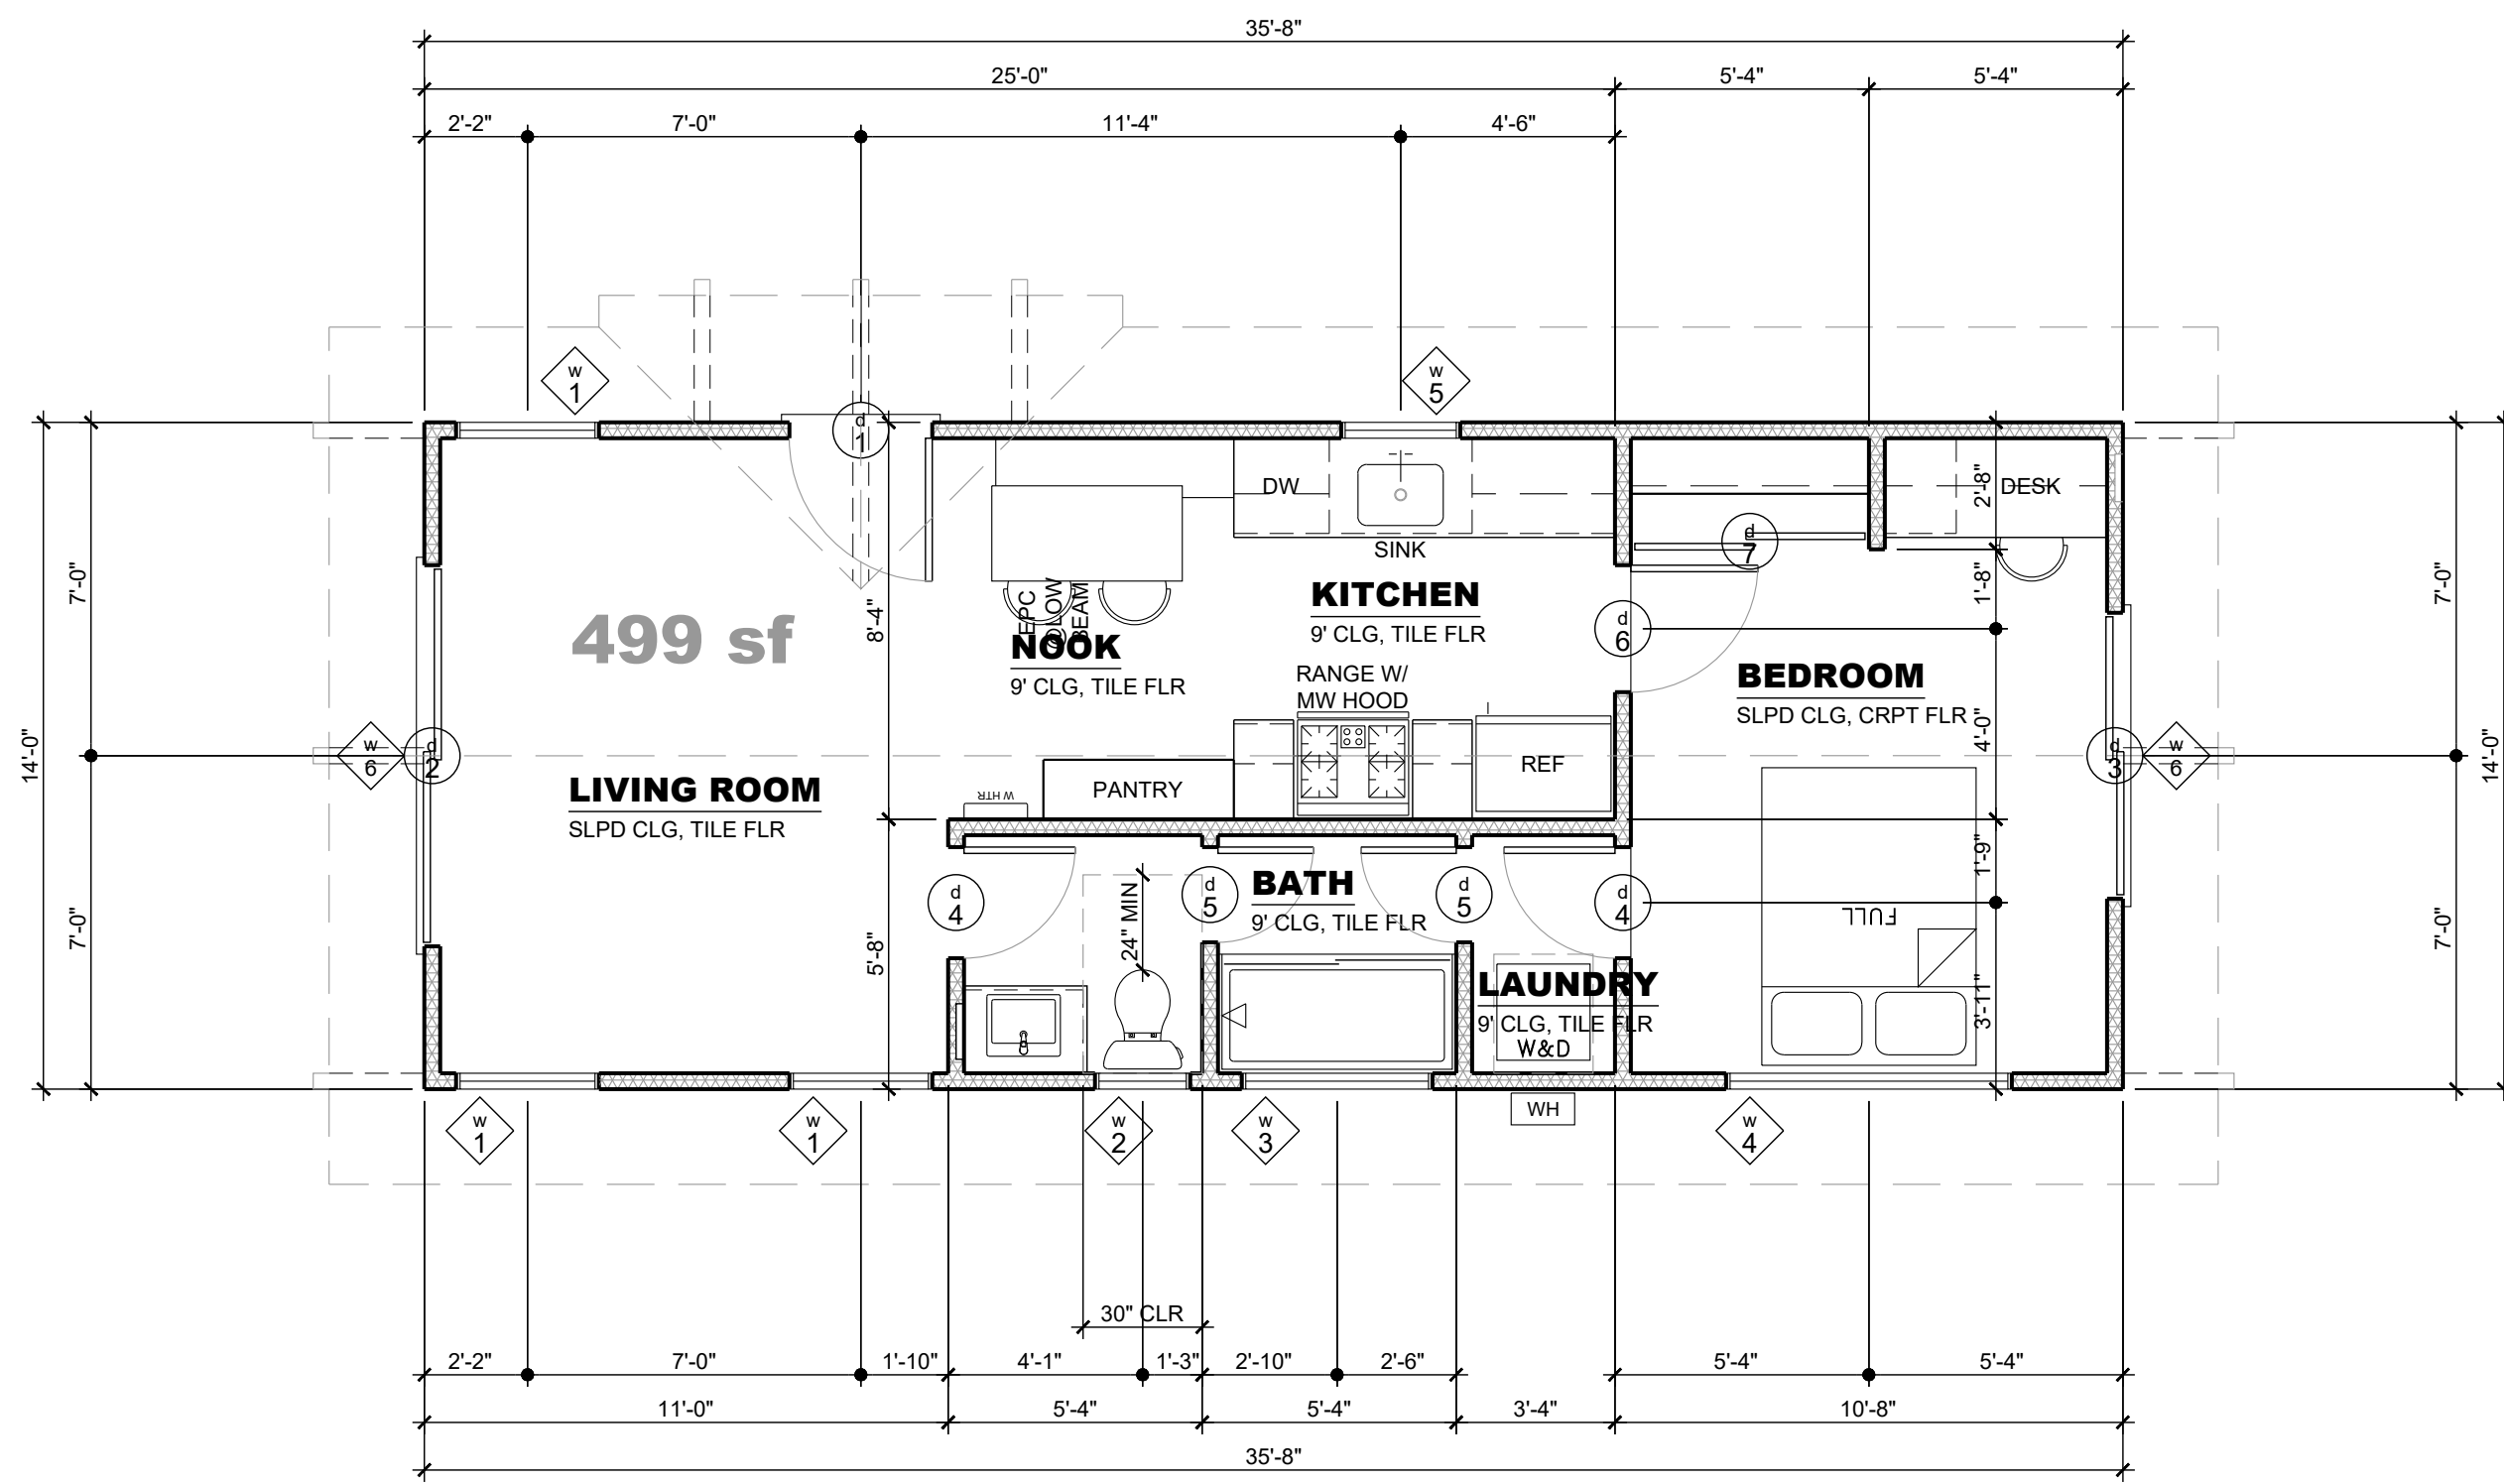 35'-8"
25'-0"
5'-4"
5'-4"
2'-2"
7'-0"
11'-4"
4'-6"
w
1
w
5
d
1
DW
SINK
d
7
2'-8"
DESK
7'-0"
499 sf
8'-4"
EPC
@LOW
BEAM
NOOK
9' CLG, TILE FLR
KITCHEN
9' CLG, TILE FLR
RANGE W/
MW HOOD
d
6
1'-8"
BEDROOM
SLPD CLG, CRPT FLR
7'-0"
14'-0"
w
6
d
2
LIVING ROOM
SLPD CLG, TILE FLR
W HTR
PANTRY
REF
4'-0"
d
3
w
6
14'-0"
7'-0"
5'-8"
d
4
24" MIN
d
5
BATH
9' CLG, TILE FLR
d
5
d
4
1'-9"
FULL
7'-0"
LAUNDRY
9' CLG, TILE FLR
W&D
3'-11"
WH
w
1
w
1
w
2
w
3
w
4
30" CLR
2'-2"
7'-0"
1'-10"
4'-1"
1'-3"
2'-10"
2'-6"
5'-4"
5'-4"
11'-0"
5'-4"
5'-4"
3'-4"
10'-8"
35'-8"